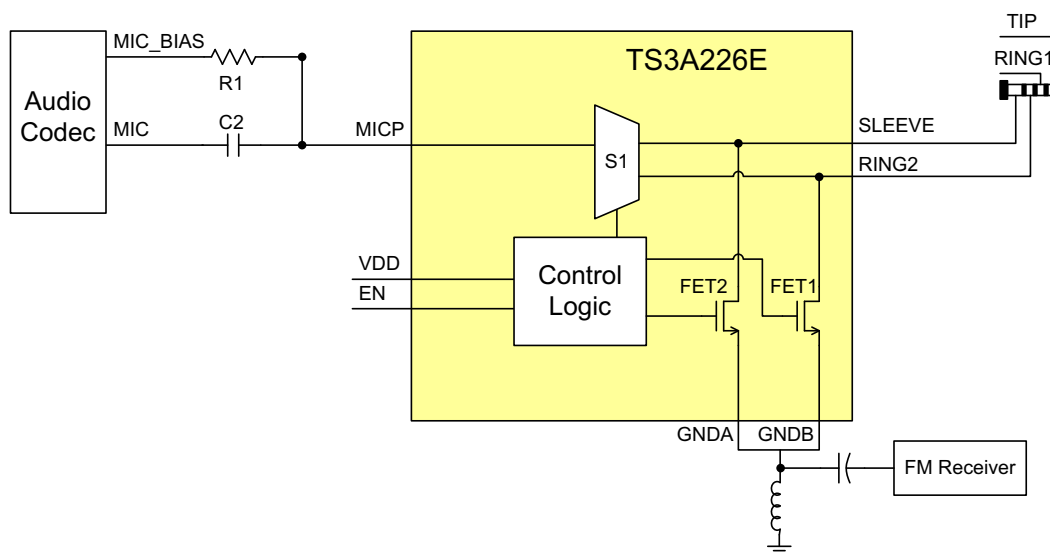 TIP
MIC_BIAS
TS3A226E
RING1
R1
Audio
Codec
MIC
C2
MICP
SLEEVE
S1
RING2
VDD
EN
Control
Logic
FET2
FET1
GNDA
GNDB
FM Receiver